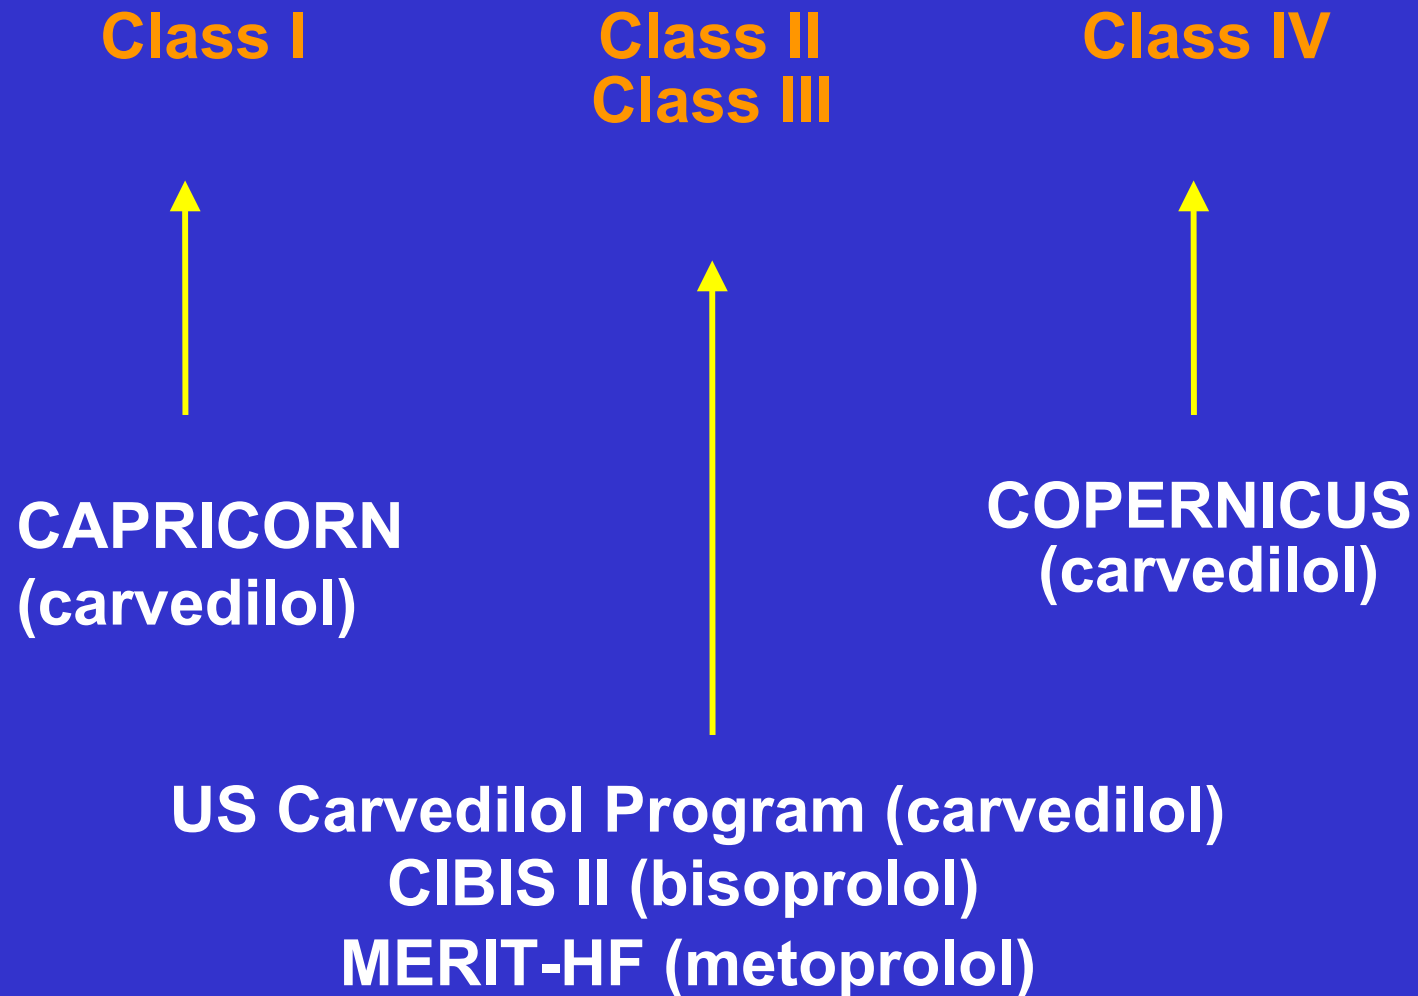 Class I
Class II
Class III
Class IV
CAPRICORN
(carvedilol)
COPERNICUS
(carvedilol)
US Carvedilol Program (carvedilol)
CIBIS II (bisoprolol)
MERIT-HF (metoprolol)